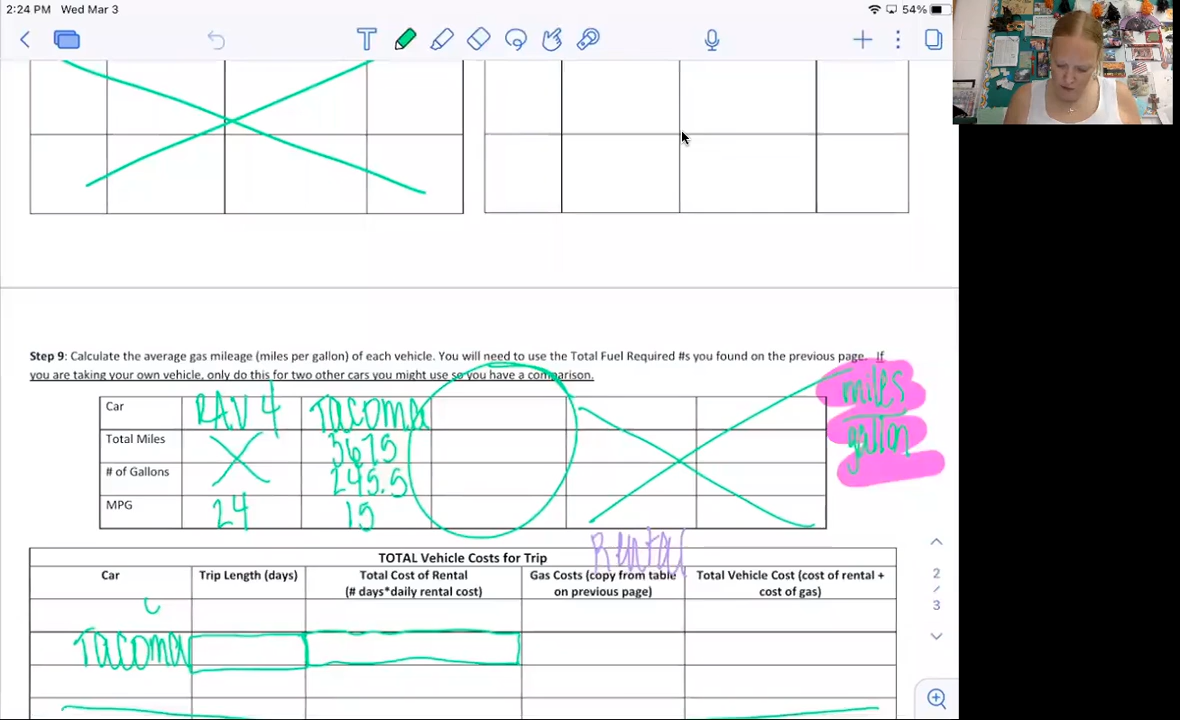 2:24 PM Wed Mar 3
54%
Step 9: Calculate the average gas mileage (miles per gallon) of each vehicle. You will need to use the Total Fuel Required #s you found on the previous page. If
you are taking your own vehicle, only do this for two other cars you might use so you have a comparison.
miles
gallon
Car RAV4 Tacoma
Total Miles 3675
# of Gallons 245.5
MPG 24 15
Rental
TOTAL Vehicle Costs for Trip
Car Trip Length (days) Total Cost of Rental Gas Costs (copy from table Total Vehicle Cost (cost of rental +
(# days*daily rental cost) on previous page) cost of gas)
Tacoma
2
/
3